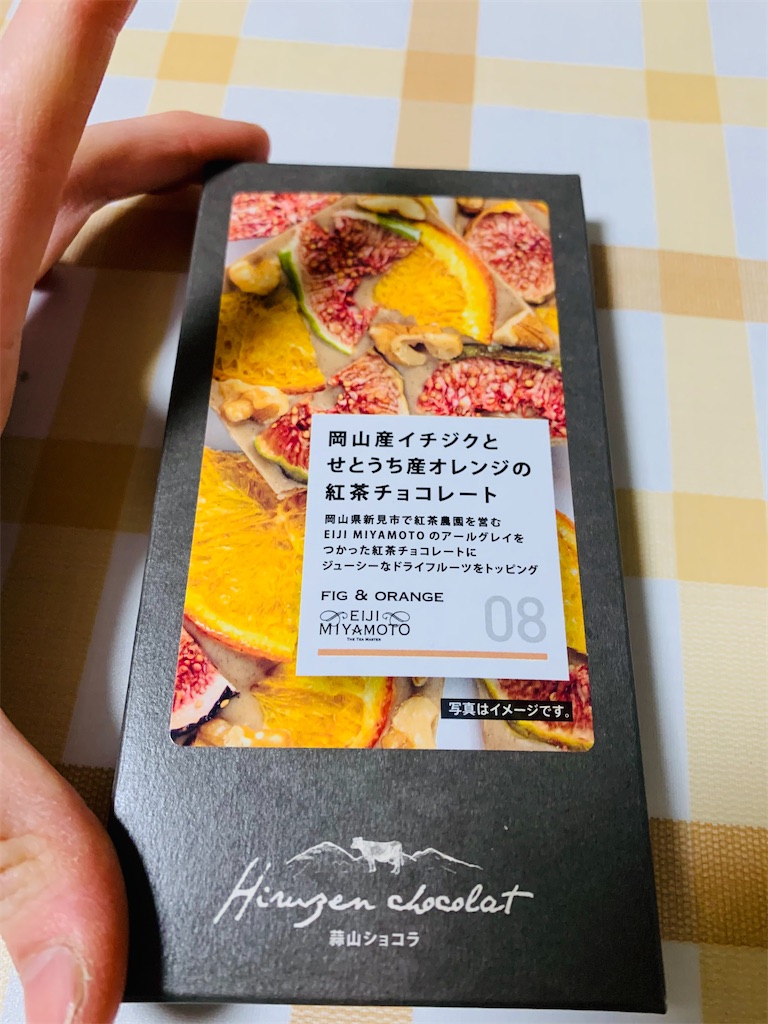 岡山産イチジクと
せとうち産オレンジの
紅茶チョコレート
岡山県新見市で紅茶農園を営む
EIJI MIYAMOTO のアールグレイを
つかった紅茶チョコレートに
ジューシーなドライフルーツをトッピング
FIG & ORANGE
EIJI
MIYAMOTO
THE TEA MASTER
08
写真はイメージです。
Hiruzen chocolat
蒜山ショコラ